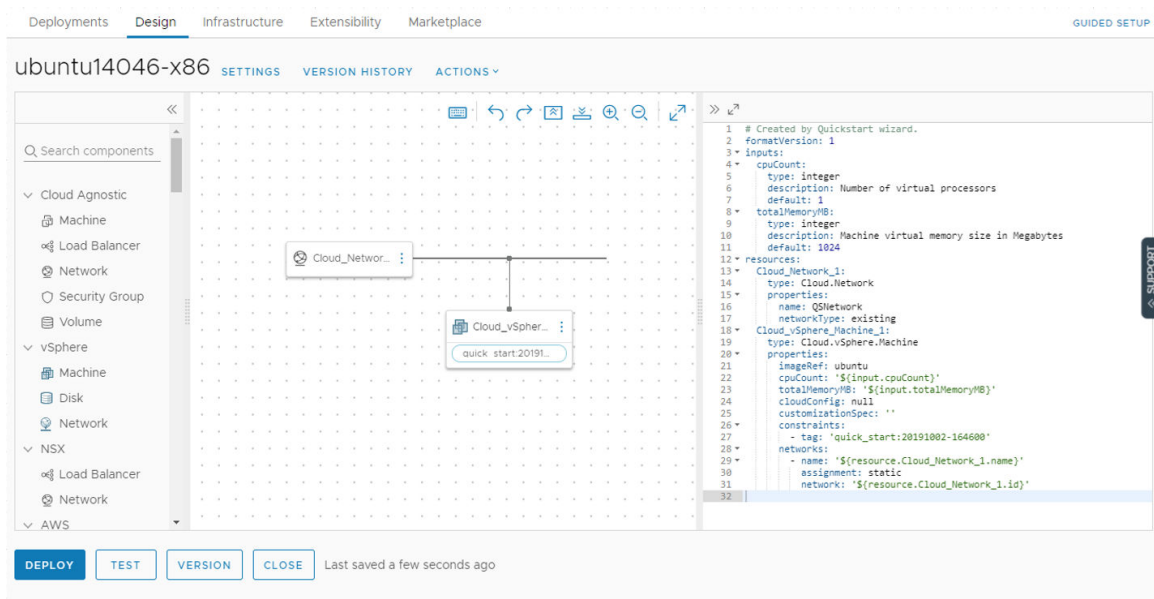 Deployments Design Infrastructure Extensibility Marketplace GUIDED SETUP
ubuntu14046-x86 SETTINGS VERSION HISTORY ACTIONS
Search components
Cloud Agnostic
Machine
Load Balancer
Network
Security Group
Volume
vSphere
Machine
Disk
Network
NSX
Load Balancer
Network
AWS
Cloud_Networ...
Cloud_vSpher...
quick_start:20191...
1 # Created by Quickstart wizard.
2 formatVersion: 1
3 inputs:
4 cpuCount:
5 type: integer
6 description: Number of virtual processors
7 default: 1
8 totalMemoryMB:
9 type: integer
10 description: Machine virtual memory size in Megabytes
11 default: 1024
12 resources:
13 Cloud_Network_1:
14 type: Cloud.Network
15 properties:
16 name: QSNetwork
17 networkType: existing
18 Cloud_vSphere_Machine_1:
19 type: Cloud.vSphere.Machine
20 properties:
21 imageRef: ubuntu
22 cpuCount: '${input.cpuCount}'
23 totalMemoryMB: '${input.totalMemoryMB}'
24 cloudConfig: null
25 customizationSpec: ''
26 constraints:
27 - tag: 'quick_start:20191002-164600'
28 networks:
29 - name: '${resource.Cloud_Network_1.name}'
30 assignment: static
31 network: '${resource.Cloud_Network_1.id}'
32
SUPPORT
DEPLOY TEST VERSION CLOSE Last saved a few seconds ago